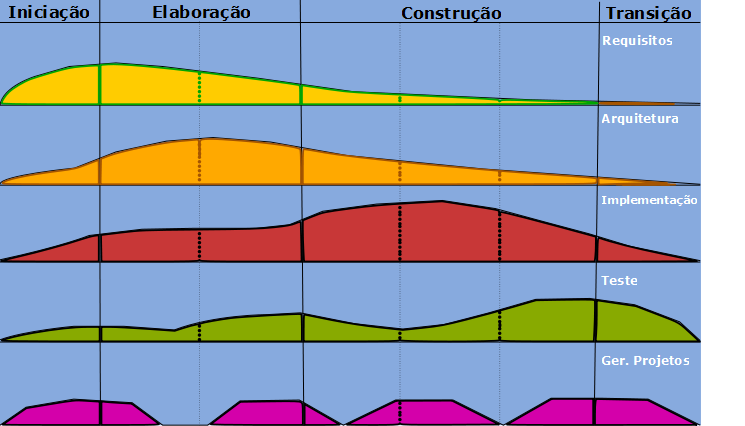 Iniciação Elaboração Construção Transição
Requisitos
Arquitetura
Implementação
Teste
Ger. Projetos